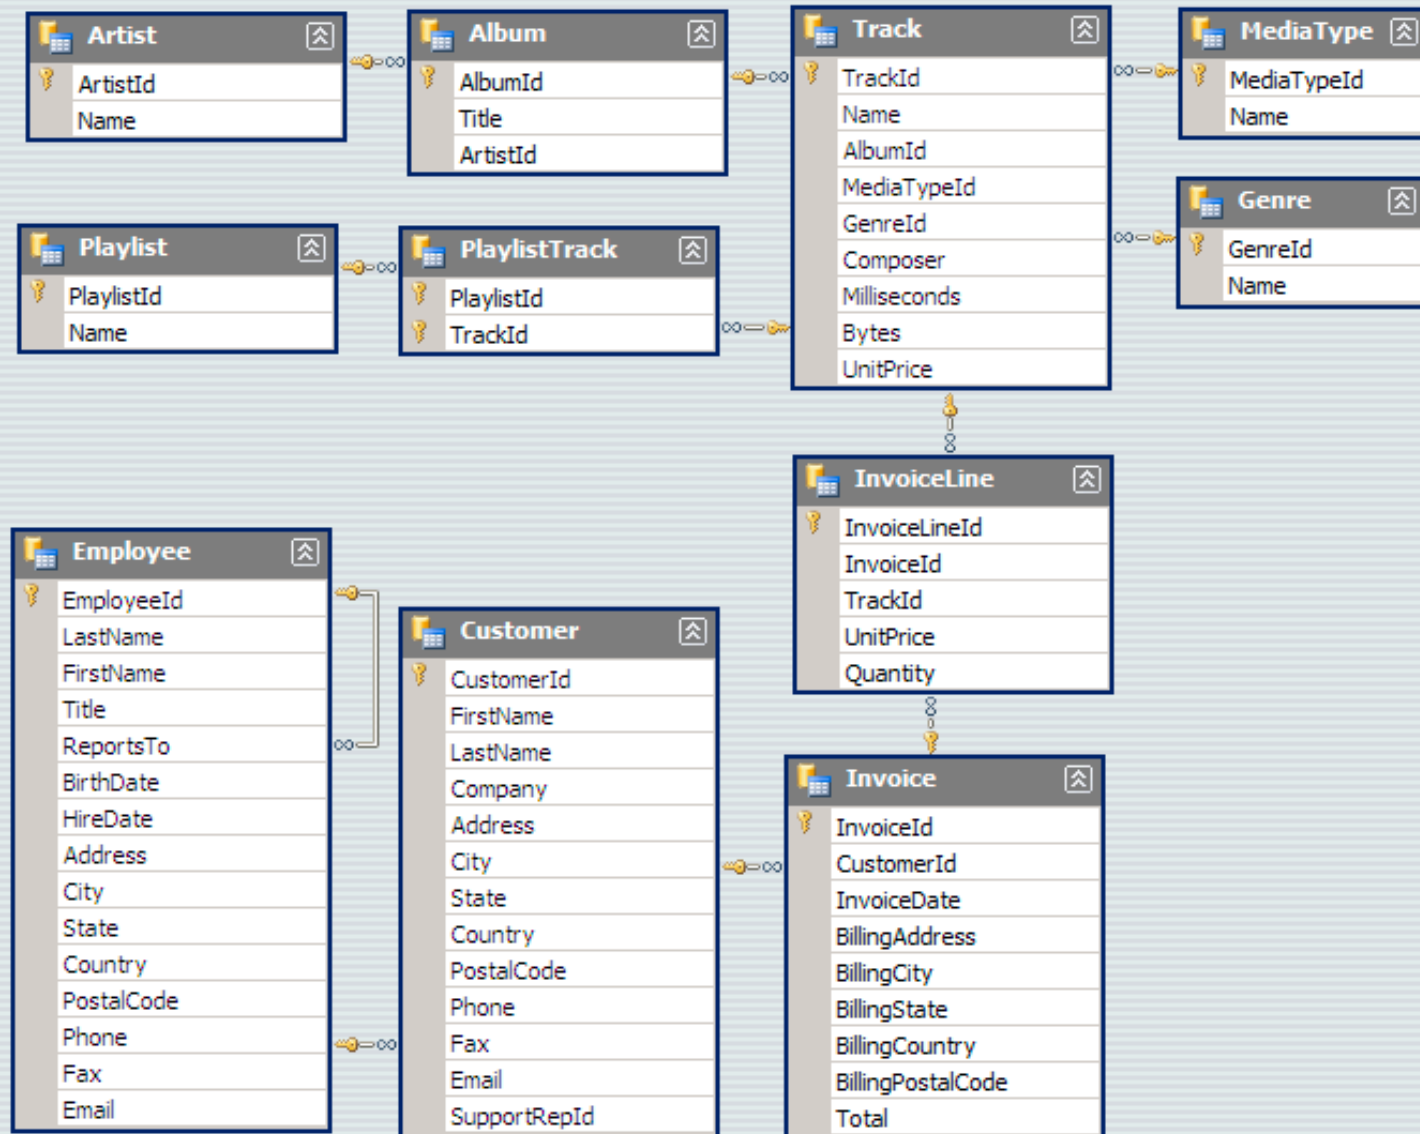 Artist
ArtistId
Name
Album
AlbumId
Title
ArtistId
Track
TrackId
Name
AlbumId
MediaTypeId
GenreId
Composer
Milliseconds
Bytes
UnitPrice
MediaType
MediaTypeId
Name
Genre
GenreId
Name
Playlist
PlaylistId
Name
PlaylistTrack
PlaylistId
TrackId
InvoiceLine
InvoiceLineId
InvoiceId
TrackId
UnitPrice
Quantity
Employee
EmployeeId
LastName
FirstName
Title
ReportsTo
BirthDate
HireDate
Address
City
State
Country
PostalCode
Phone
Fax
Email
Customer
CustomerId
FirstName
LastName
Company
Address
City
State
Country
PostalCode
Phone
Fax
Email
SupportRepId
Invoice
InvoiceId
CustomerId
InvoiceDate
BillingAddress
BillingCity
BillingState
BillingCountry
BillingPostalCode
Total